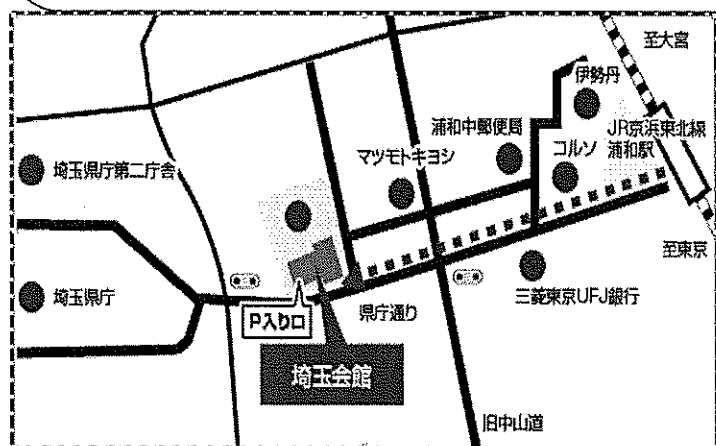 至大宮
伊勢丹
浦和中郵便局
コルソ
JR京浜東北線
浦和駅
マツモトキヨシ
埼玉県庁第二庁舎
至東京
埼玉県庁
P入り口
県庁通り
三菱東京UFJ銀行
埼玉会館
旧中山道